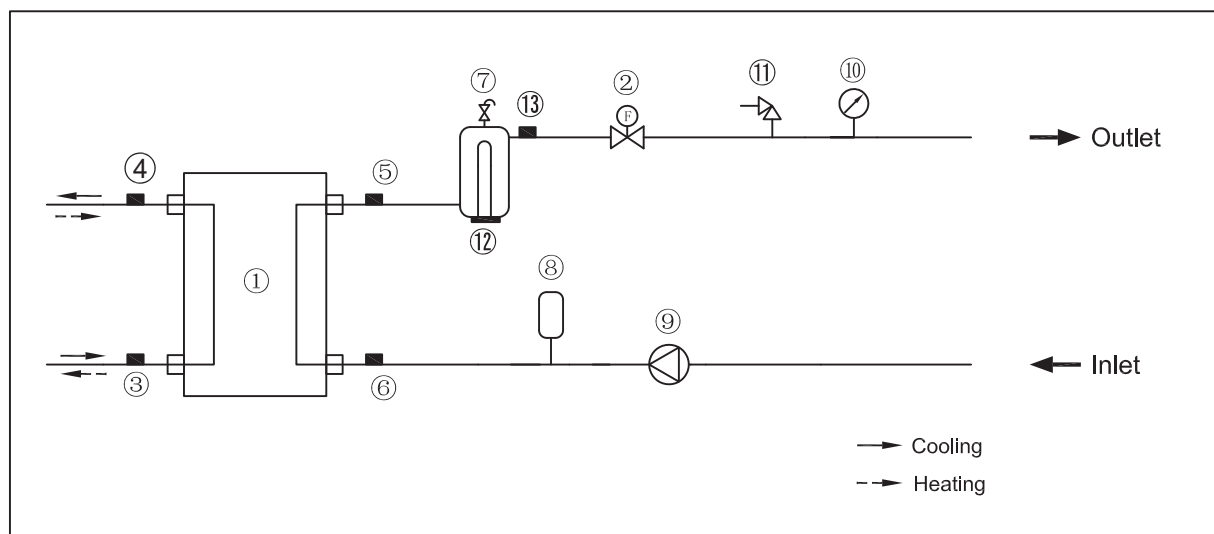 ⑦
⑬
②
⑪
⑩
F
Outlet
④
⑤
⑫
①
⑧
⑨
③
⑥
Inlet
Cooling
Heating